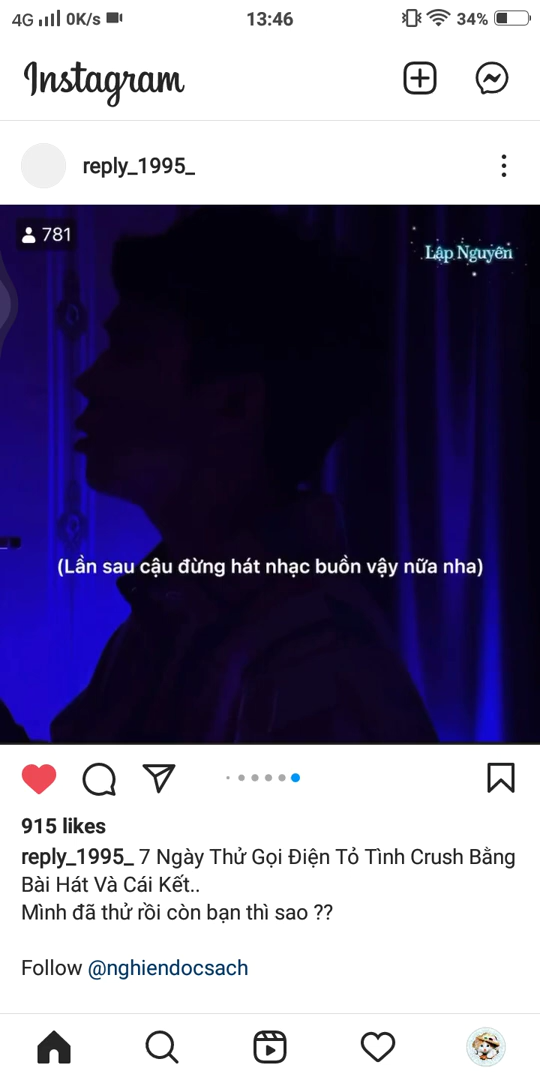 4G 0K/s 13:46 34%
Instagram
reply_1995_
781
Lập Nguyên
(Lần sau cậu đừng hát nhạc buồn vậy nữa nha)
915 likes
reply_1995_ 7 Ngày Thử Gọi Điện Tỏ Tình Crush Bằng
Bài Hát Và Cái Kết..
Mình đã thử rồi còn bạn thì sao ??
Follow @nghiendocsach